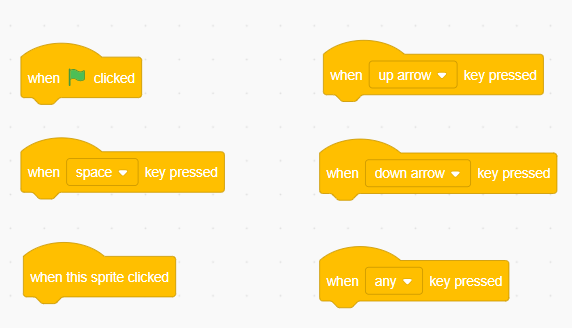 when clicked
when up arrow key pressed
when space key pressed
when down arrow key pressed
when this sprite clicked
when any key pressed